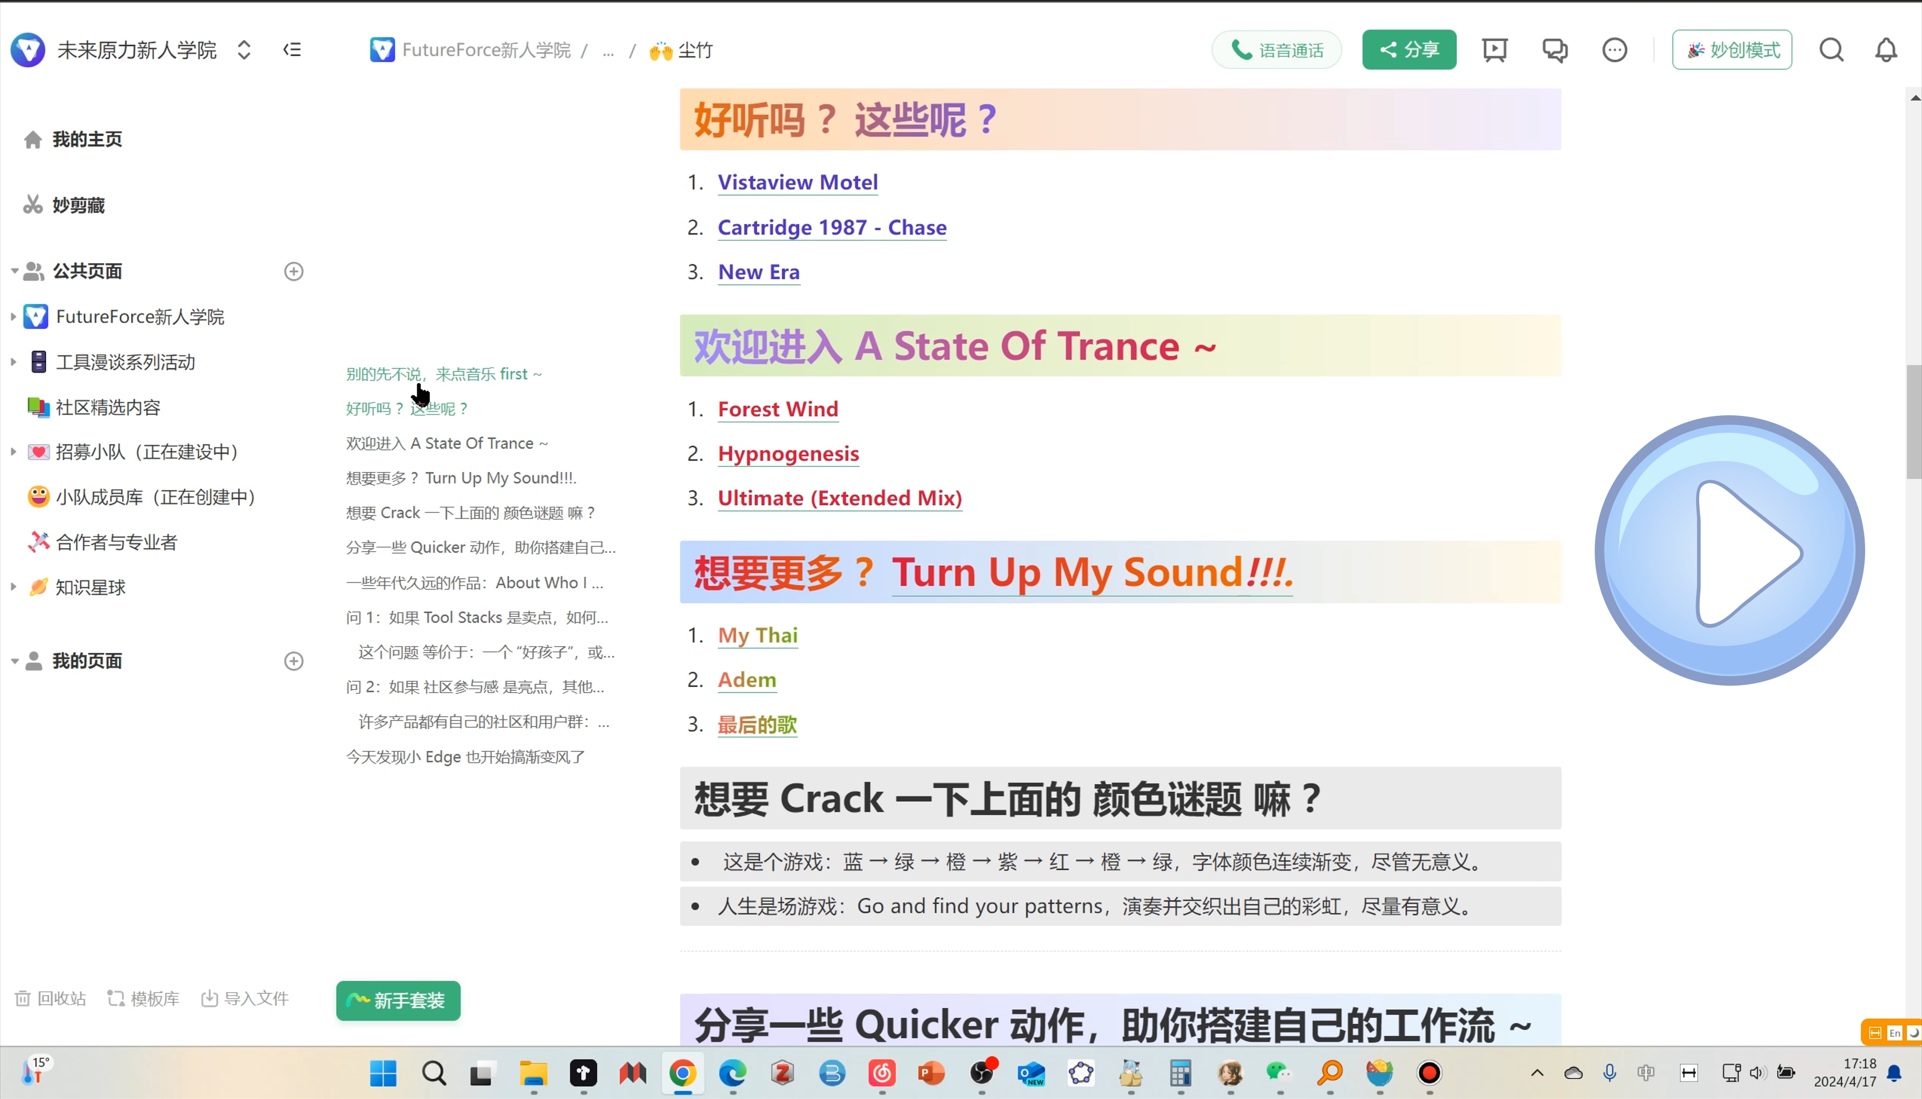 未来原力新人学院
FutureForce新人学院 / ... / 🙌 尘竹
语音通话
分享
妙创模式
我的主页
妙剪藏
公共页面
FutureForce新人学院
工具漫谈系列活动
社区精选内容
招募小队（正在建设中）
小队成员库（正在创建中）
合作者与专业者
知识星球
我的页面
回收站
模板库
导入文件
别的先不说，来点音乐 first ~
好听吗？这些呢？
欢迎进入 A State Of Trance ~
想要更多？Turn Up My Sound!!!.
想要 Crack 一下上面的 颜色谜题 嘛？
分享一些 Quicker 动作，助你搭建自己...
一些年代久远的作品：About Who I ...
问 1：如果 Tool Stacks 是卖点，如何...
这个问题 等价于：一个 “好孩子”，或...
问 2：如果 社区参与感 是亮点，其他...
许多产品都有自己的社区和用户群：...
今天发现小 Edge 也开始搞渐变风了
新手套装
好听吗？ 这些呢？
1. Vistaview Motel
2. Cartridge 1987 - Chase
3. New Era
欢迎进入 A State Of Trance ~
1. Forest Wind
2. Hypnogenesis
3. Ultimate (Extended Mix)
想要更多？ Turn Up My Sound!!!.
1. My Thai
2. Adem
3. 最后的歌
想要 Crack 一下上面的 颜色谜题 嘛？
• 这是个游戏：蓝 → 绿 → 橙 → 紫 → 红 → 橙 → 绿，字体颜色连续渐变，尽管无意义。
• 人生是场游戏：Go and find your patterns，演奏并交织出自己的彩虹，尽量有意义。
分享一些 Quicker 动作，助你搭建自己的工作流 ~
En
15°
NEW
中
17:18
2024/4/17